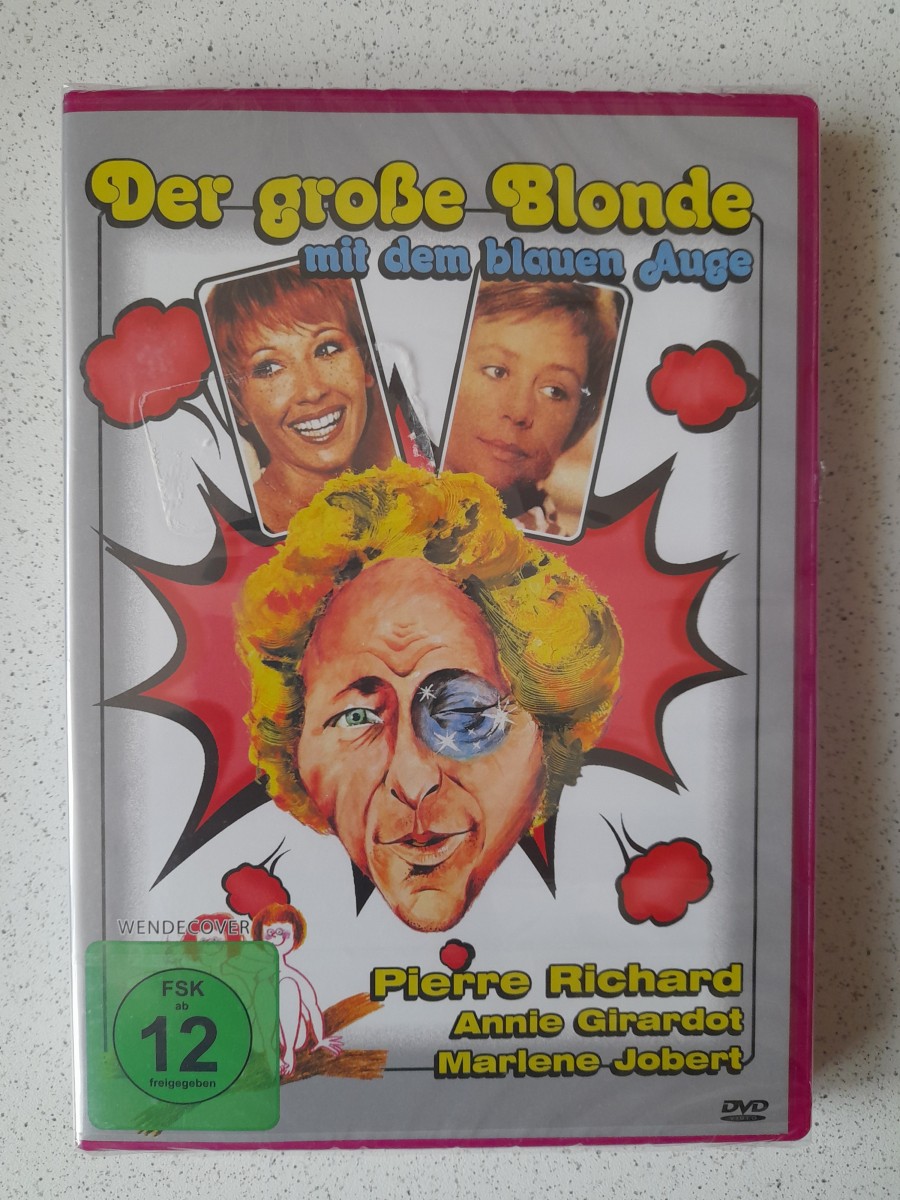 Der große Blonde
mit dem blauen Auge
WENDECOVER
FSK
ab
12
freigegeben
Pierre Richard
Annie Girardot
Marlene Jobert
DVD
VIDEO